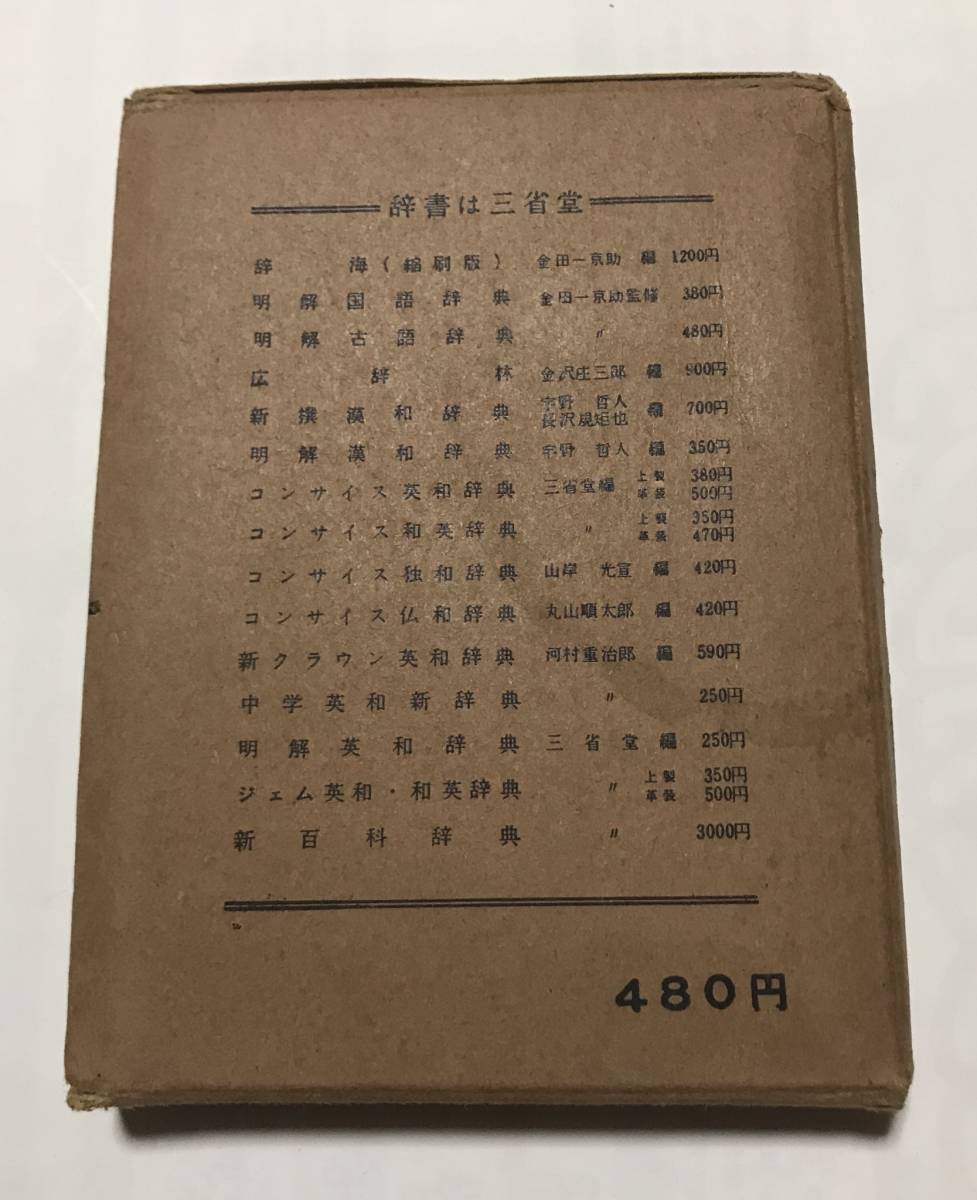 辞書は三省堂
辞海(縮刷版) 金田一京助 編 1200円
明解国語辞典 金田一京助監修 380円
明解古語辞典 〃 480円
広辞林 金沢庄三郎 編 900円
新撰漢和辞典 宇野哲人 長沢規矩也 編 700円
明解漢和辞典 宇野哲人 編 350円
コンサイス英和辞典 三省堂編 上製 380円 革装 500円
コンサイス和英辞典 〃 上製 350円 革装 470円
コンサイス独和辞典 山岸光宣 編 420円
コンサイス仏和辞典 丸山順太郎 編 420円
新クラウン英和辞典 河村重治郎 編 590円
中学英和新辞典 〃 250円
明解英和辞典 三省堂編 250円
ジェム英和・和英辞典 〃 上製 350円 革装 500円
新百科辞典 〃 3000円
480円